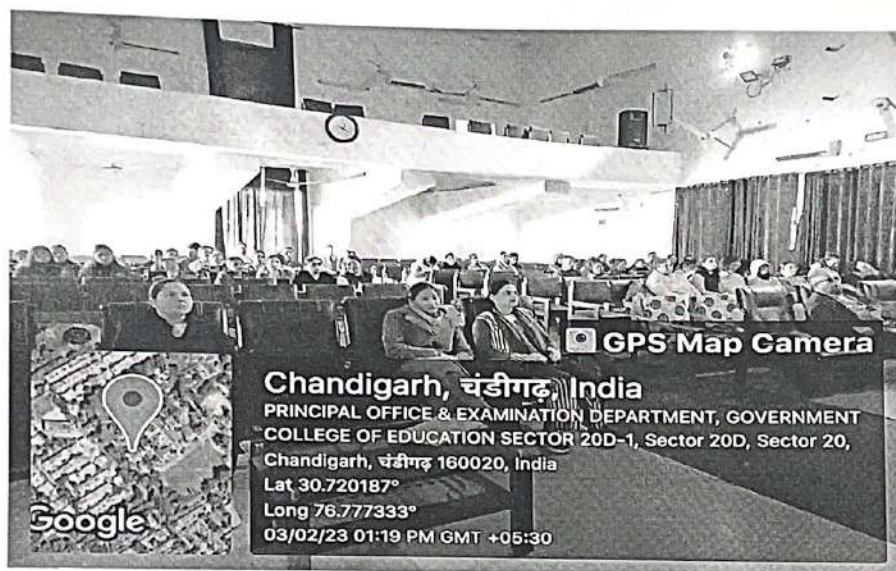 GPS Map Camera
Chandigarh, चंडीगढ़, India
PRINCIPAL OFFICE & EXAMINATION DEPARTMENT, GOVERNMENT
COLLEGE OF EDUCATION SECTOR 20D-1, Sector 20D, Sector 20,
Chandigarh, चंडीगढ़ 160020, India
Lat 30.720187°
Long 76.777333°
03/02/23 01:19 PM GMT +05:30
Google